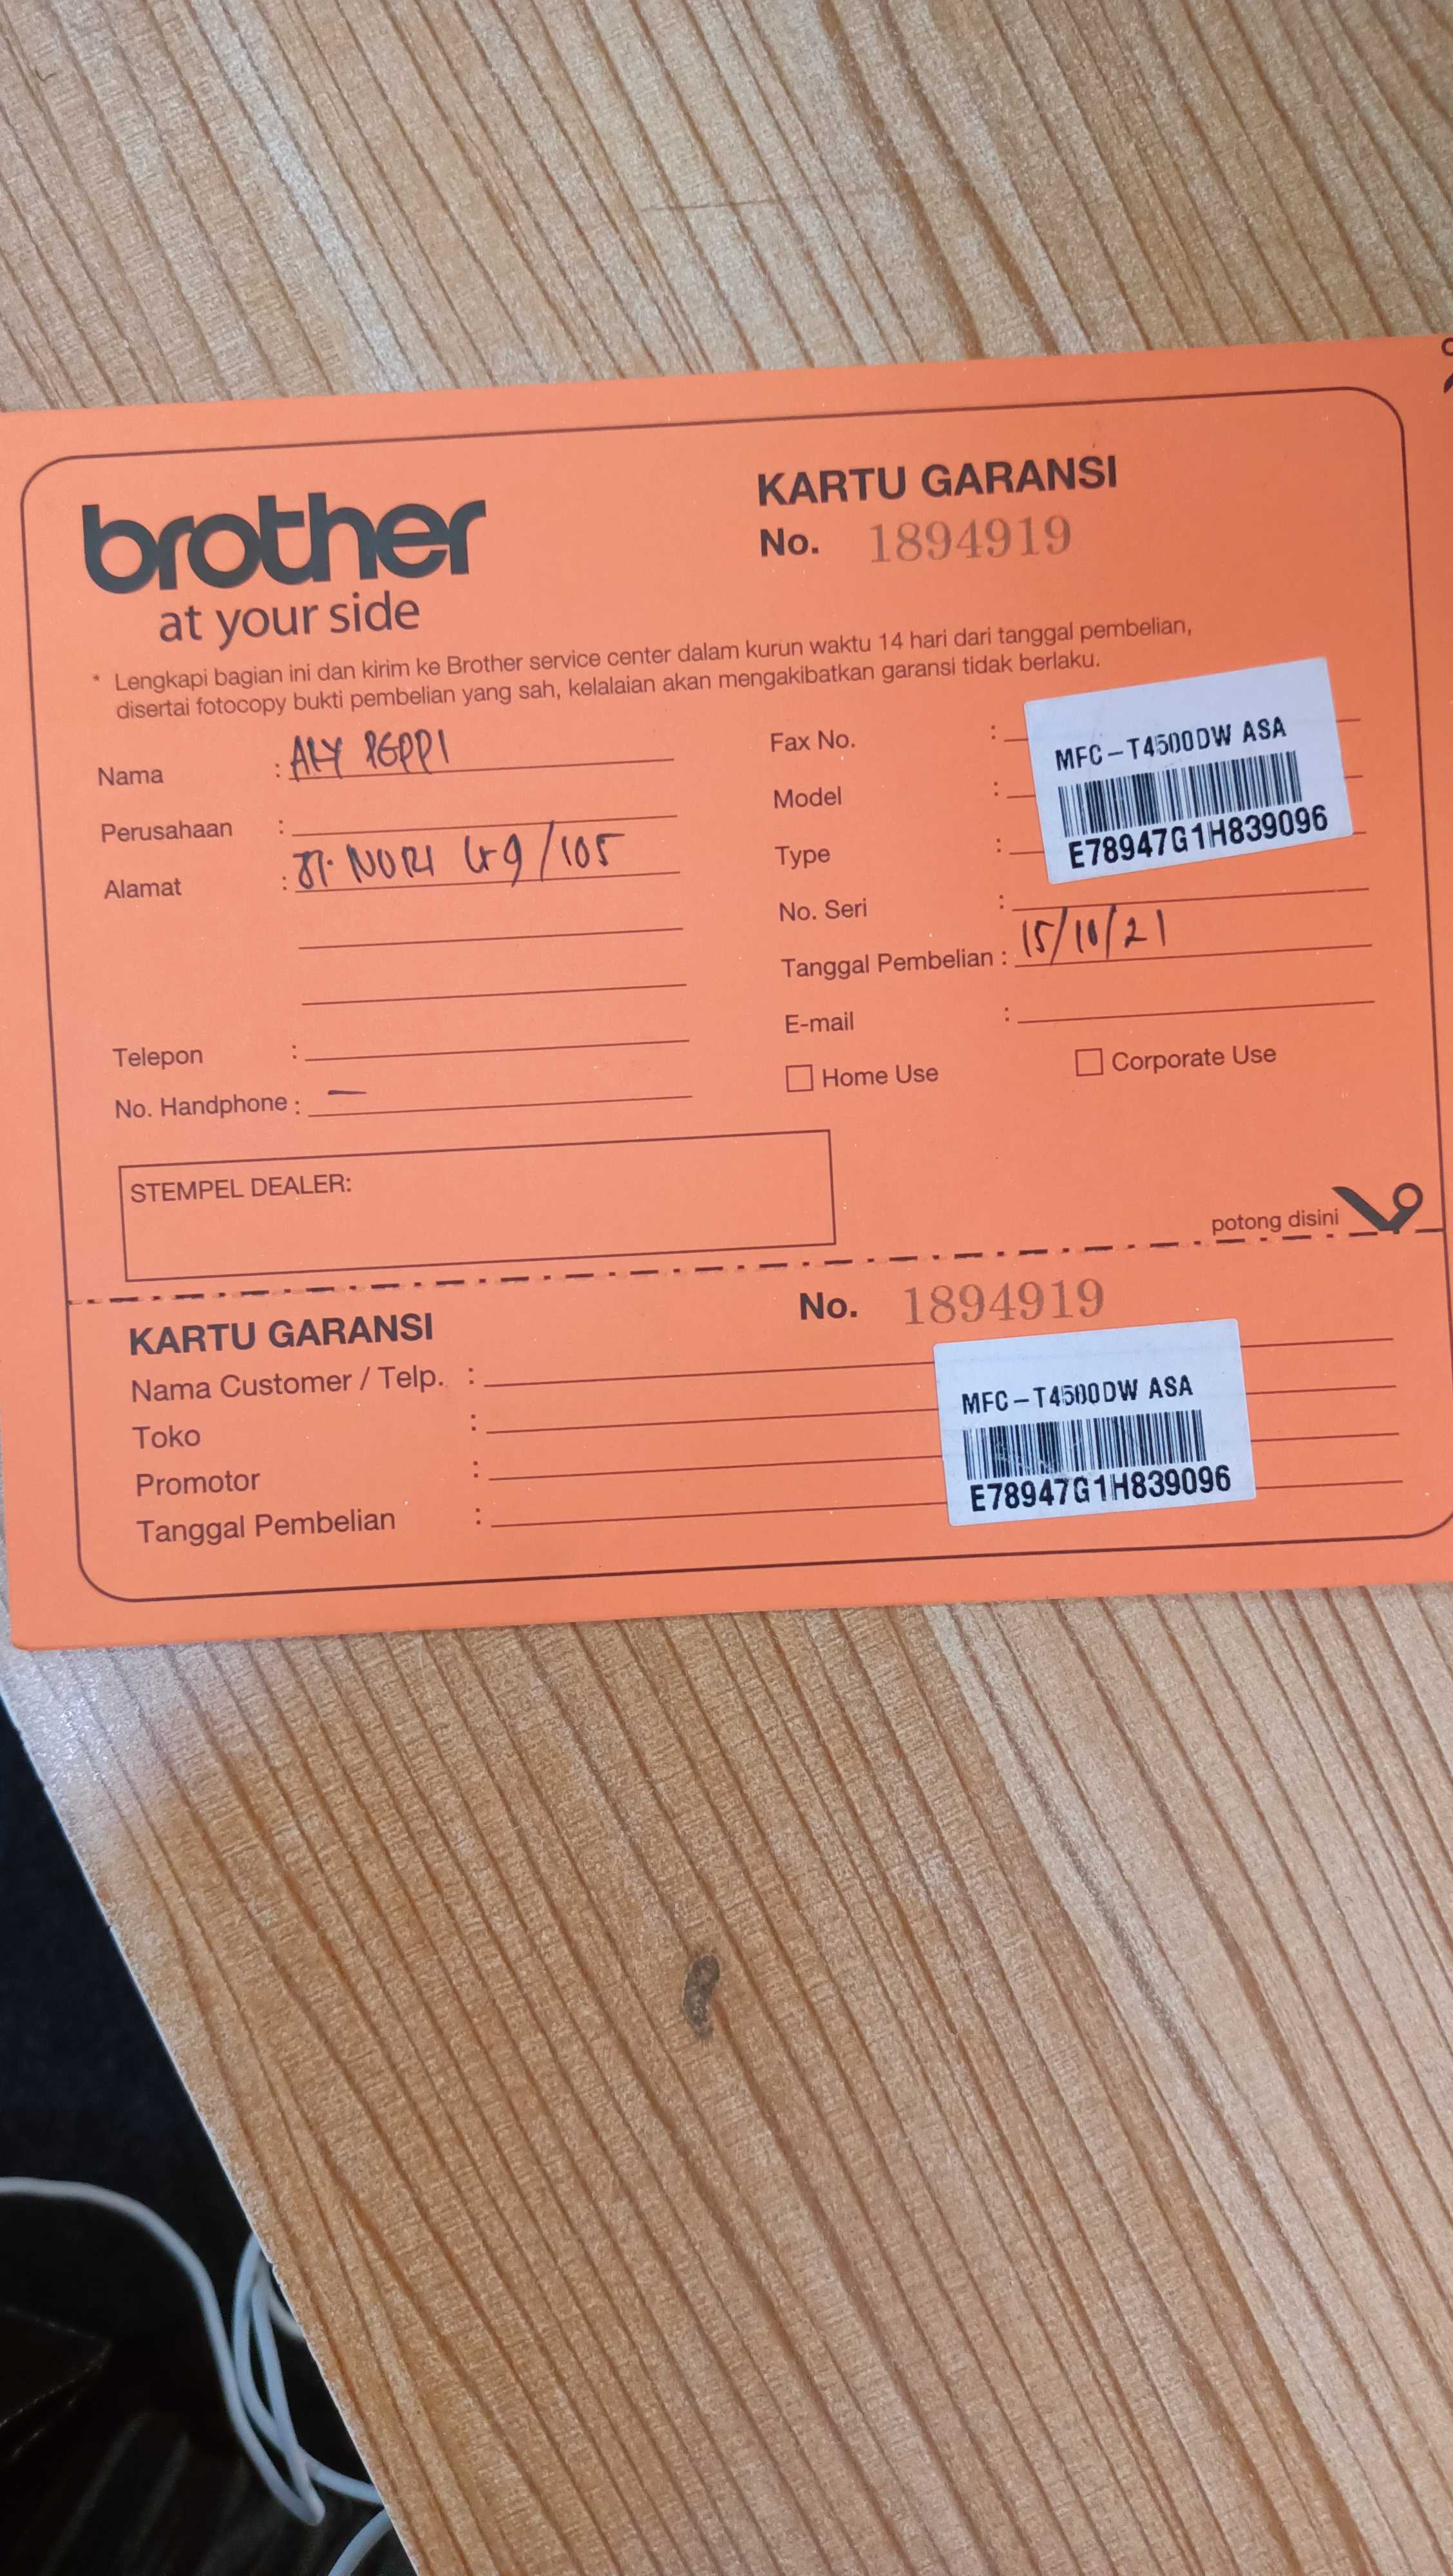 brother
at your side
KARTU GARANSI
No. 1894919
* Lengkapi bagian ini dan kirim ke Brother service center dalam kurun waktu 14 hari dari tanggal pembelian,
disertai fotocopy bukti pembelian yang sah, kelalaian akan mengakibatkan garansi tidak berlaku.
Nama : ALY
Perusahaan :
Alamat : NORI G9/105
Telepon :
No. Handphone : –
Fax No. :
Model :
Type :
No. Seri :
Tanggal Pembelian : 15/10/21
E-mail :
Home Use
Corporate Use
MFC-T4500DW ASA
E78947G1H839096
STEMPEL DEALER:
potong disini
KARTU GARANSI
No. 1894919
Nama Customer / Telp. :
Toko :
Promotor :
Tanggal Pembelian :
MFC-T4500DW ASA
E78947G1H839096